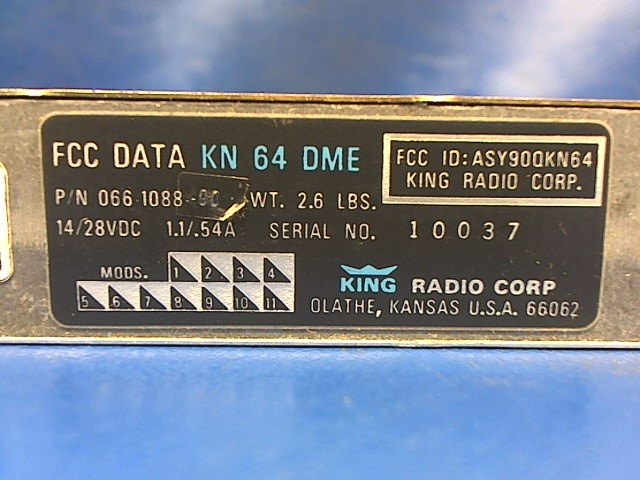 FCC DATA KN 64 DME
FCC ID: ASY90QKN64
KING RADIO CORP.
P/N 066-1088-00 WT. 2.6 LBS.
14/28VDC 1.1/.54A SERIAL NO. 10037
MODS. 1 2 3 4
5 6 7 8 9 10 11
KING RADIO CORP
OLATHE, KANSAS U.S.A. 66062